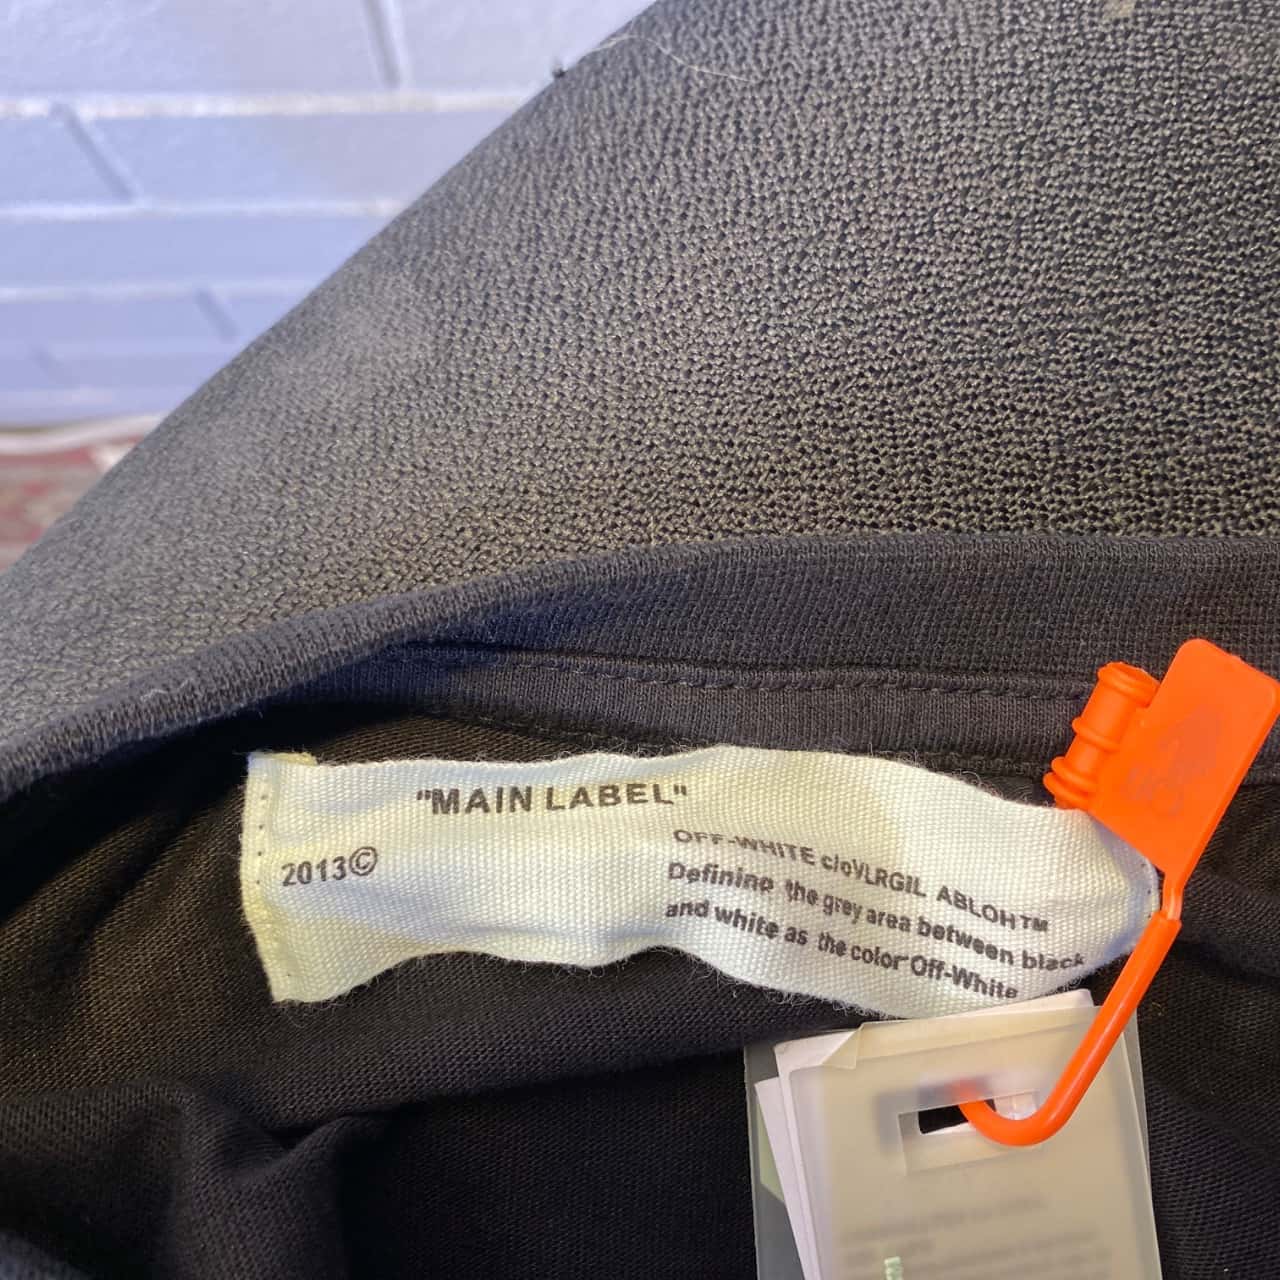 "MAIN LABEL"
2013©
OFF-WHITE c/oVLRGIL ABLOH™
Defining the grey area between black
and white as the color Off-White